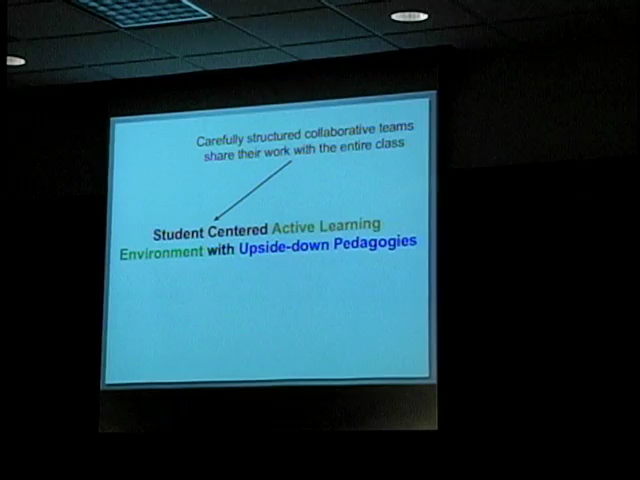 Carefully structured collaborative teams
share their work with the entire class
Student Centered Active Learning
Environment with Upside-down Pedagogies